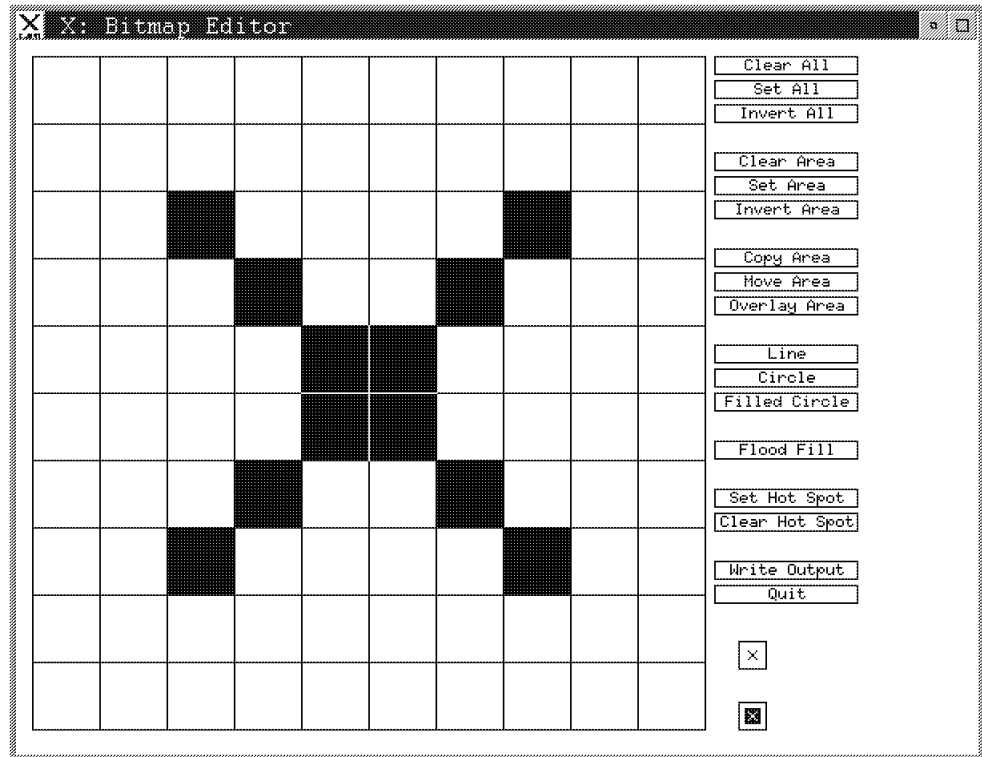 X: Bitmap Editor
Clear All
Set All
Invert All
Clear Area
Set Area
Invert Area
Copy Area
Move Area
Overlay Area
Line
Circle
Filled Circle
Flood Fill
Set Hot Spot
Clear Hot Spot
Write Output
Quit